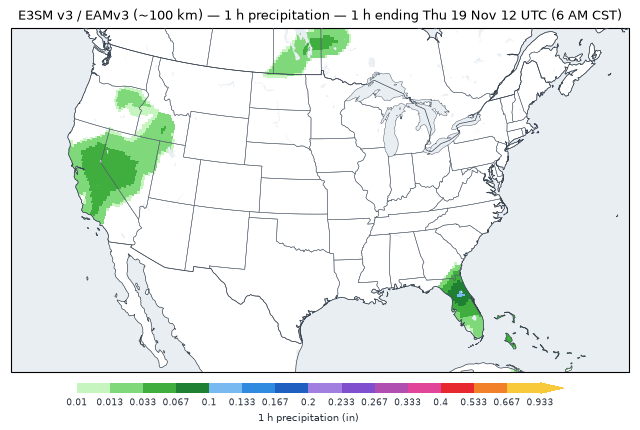 E3SM v3 / EAMv3 (~100 km) — 1 h precipitation — 1 h ending Thu 19 Nov 12 UTC (6 AM CST)
0.01 0.013 0.033 0.067 0.1 0.133 0.167 0.2 0.233 0.267 0.333 0.4 0.533 0.667 0.933
1 h precipitation (in)